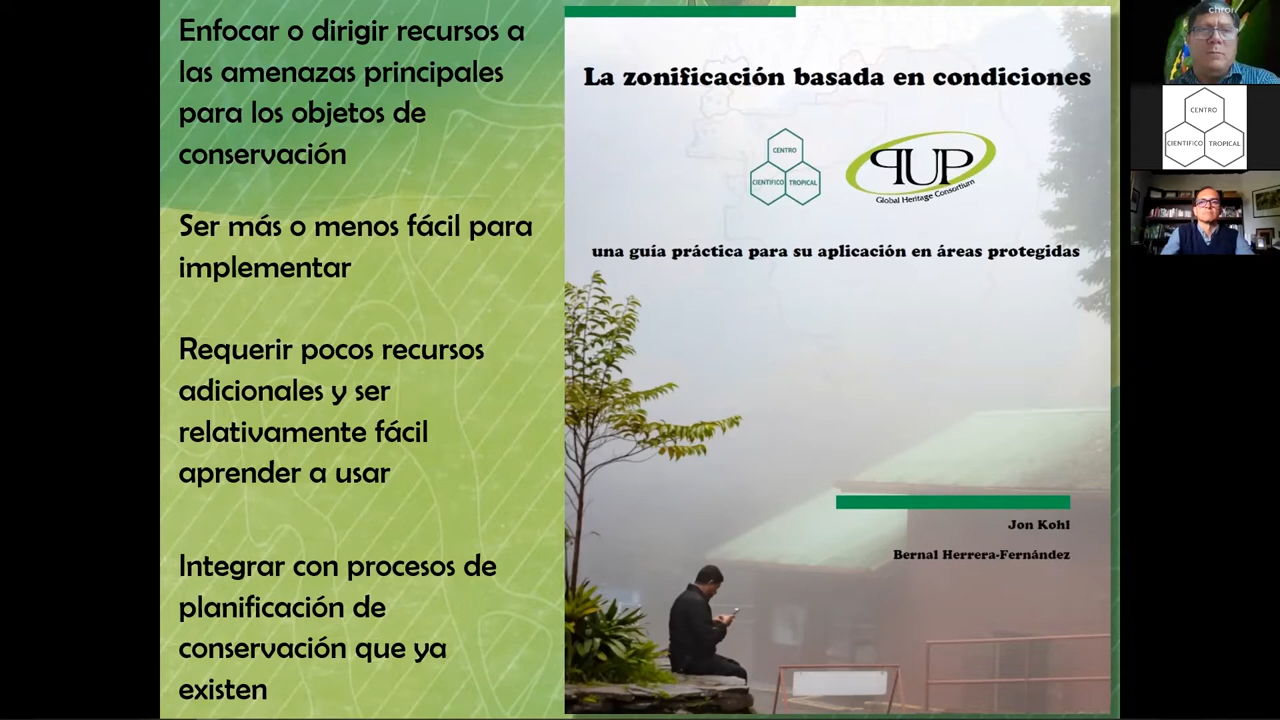 Enfocar o dirigir recursos a
las amenazas principales
para los objetos de
conservación
Ser más o menos fácil para
implementar
Requerir pocos recursos
adicionales y ser
relativamente fácil
aprender a usar
Integrar con procesos de
planificación de
conservación que ya
existen
La zonificación basada en condiciones
CENTRO
CIENTIFICO TROPICAL
PUP
Global Heritage Consortium
una guía práctica para su aplicación en áreas protegidas
Jon Kohl
Bernal Herrera-Fernández
CENTRO
CIENTIFICO TROPICAL